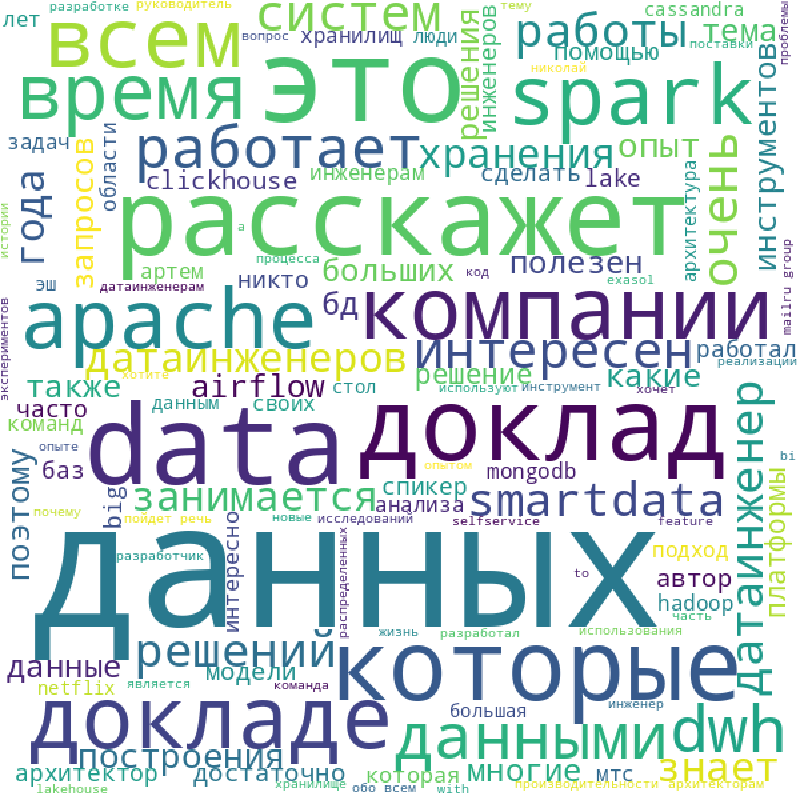 разработке
руководитель
систем
тему
cassandra
проблемы
лет
всем
вопрос
хранилищ
люди
работы
тема
поставки
время
это
решения
инженеров
помощью
николай
spark
инструментов
задач
запросов
области
работает
хранения
опыт
года
clickhouse
инженерам
сделать
lake
архитектура
очень
расскажет
истории
а
процесса
артем
больших
полезен
эш
датаинженерам
никто
код
exasol
mailru group
apache
бд
компании
экспериментов
датаинженеров
интересен
работал
хотите
решение
какие
реализации
также
airflow
стол
используют
инструмент
хочет
часто
данным
своих
команд
data
доклад
датаинженер
опыте
баз
big
опытом
mongodb
bi
поэтому
занимается
спикер
анализа
smartdata
платформы
почему
пойдет речь
новые
исследований
selfservice
feature
данных
разработчик
интересно
распределенных
подход
автор
to
hadoop
часть
жизнь
разработал
использования
решений
которые
данные
модели
netflix
является
команда
инженер
докладе
большая
данными
dwh
построения
знает
архитектор
достаточно
которая
многие
мтс
производительности
архитекторам
lakehouse
хранилище
обо всем
with